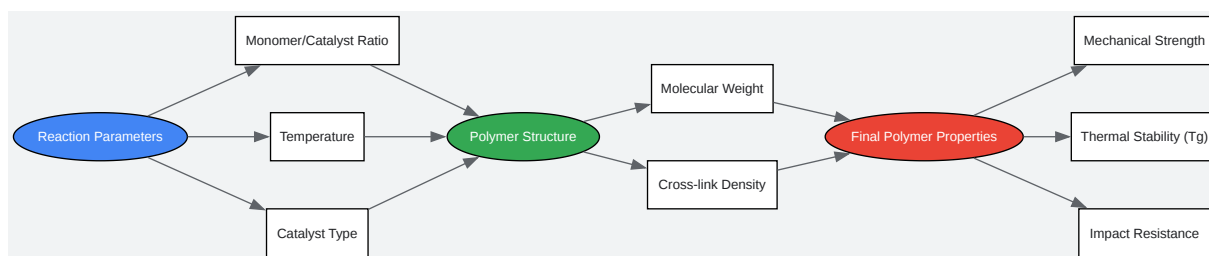 Monomer/Catalyst Ratio
Mechanical Strength
Molecular Weight
Reaction Parameters
Temperature
Polymer Structure
Final Polymer Properties
Thermal Stability (Tg)
Cross-link Density
Catalyst Type
Impact Resistance